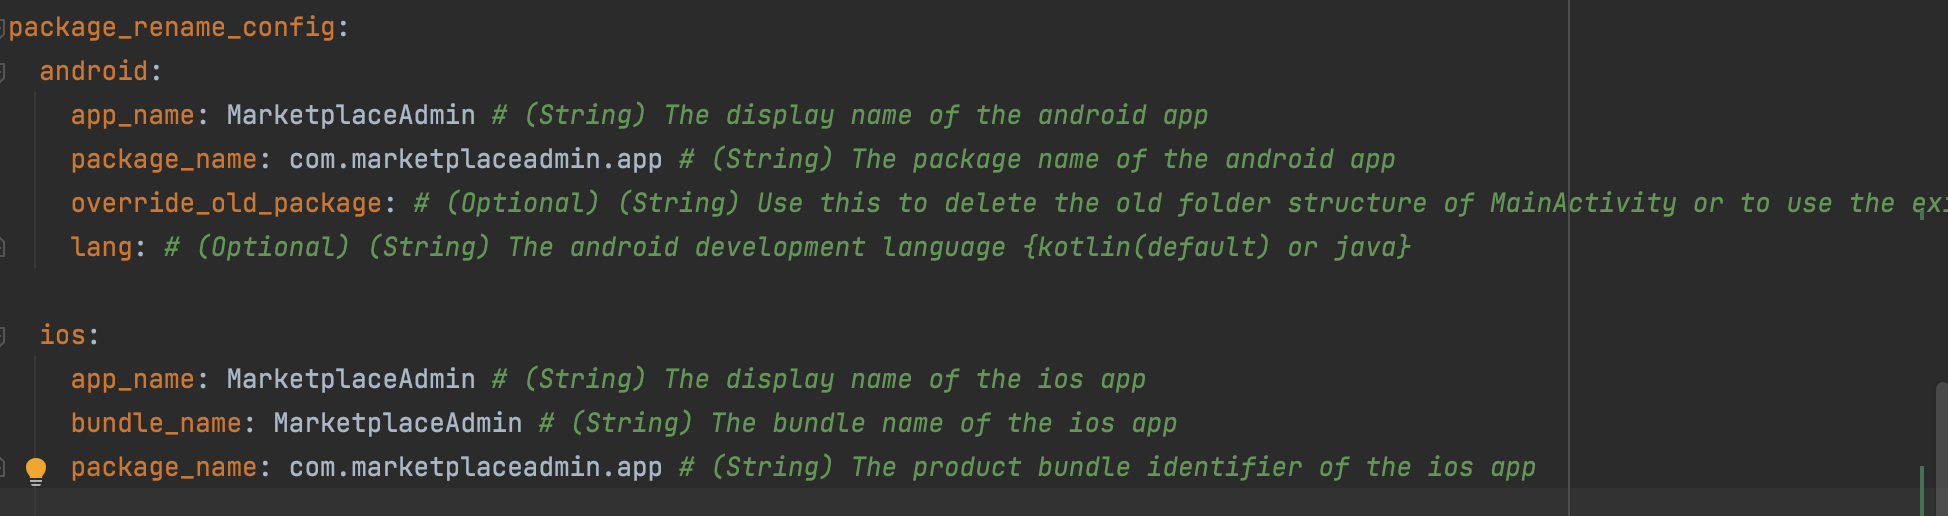 package_rename_config:
android:
app_name: MarketplaceAdmin # (String) The display name of the android app
package_name: com.marketplaceadmin.app # (String) The package name of the android app
override_old_package: # (Optional) (String) Use this to delete the old folder structure of MainActivity or to use the
lang: # (Optional) (String) The android development language {kotlin(default) or java}
ios:
app_name: MarketplaceAdmin # (String) The display name of the ios app
bundle_name: MarketplaceAdmin # (String) The bundle name of the ios app
package_name: com.marketplaceadmin.app # (String) The product bundle identifier of the ios app